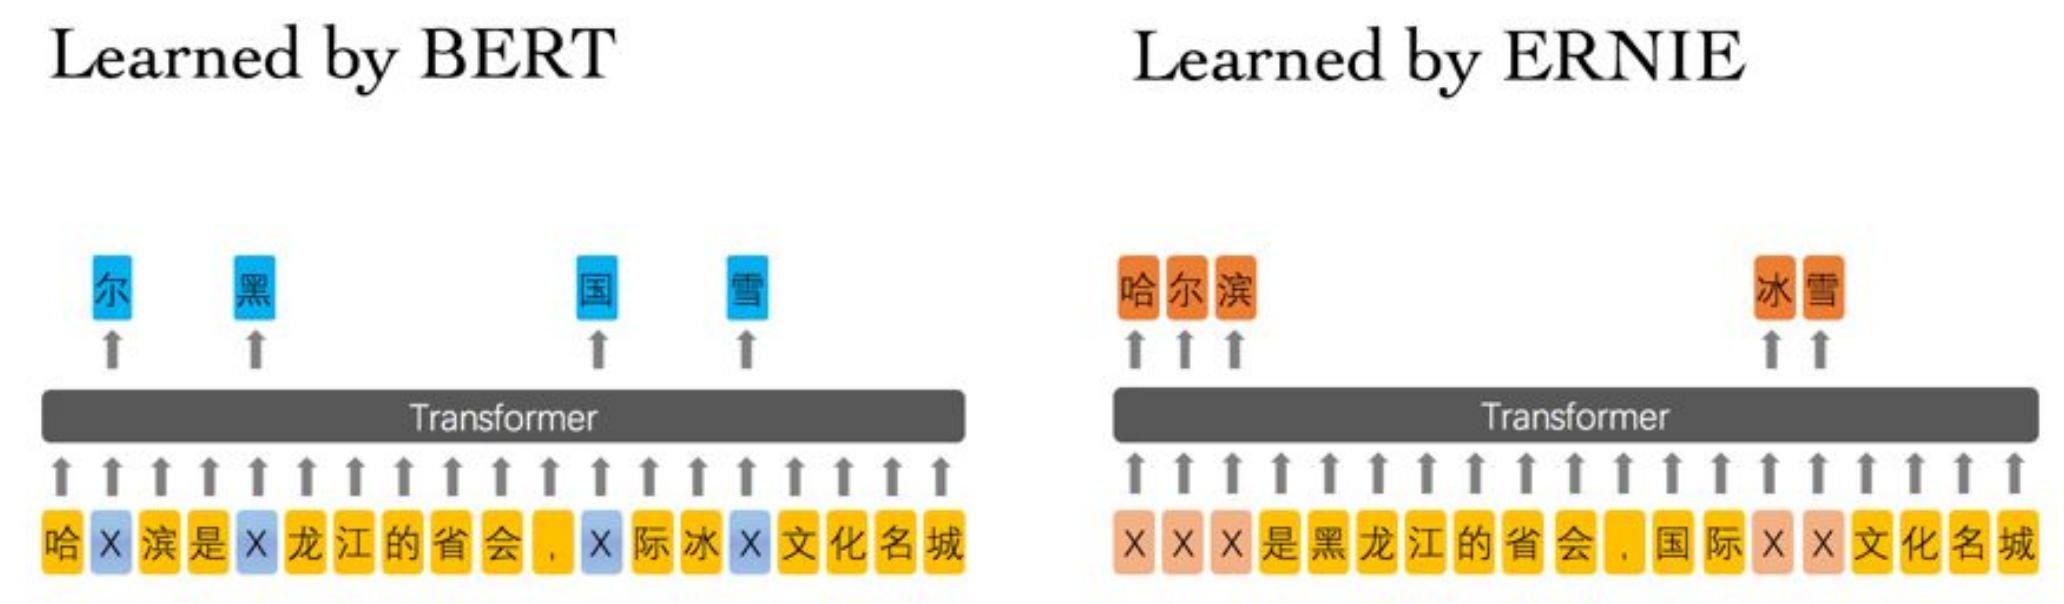 Learned by BERT
尔 黑 国 雪
Transformer
哈 X 滨 是 X 龙 江 的 省 会 , X 际 冰 X 文 化 名 城
Learned by ERNIE
哈 尔 滨 冰 雪
Transformer
X X X 是 黑 龙 江 的 省 会 , 国 际 X X 文 化 名 城